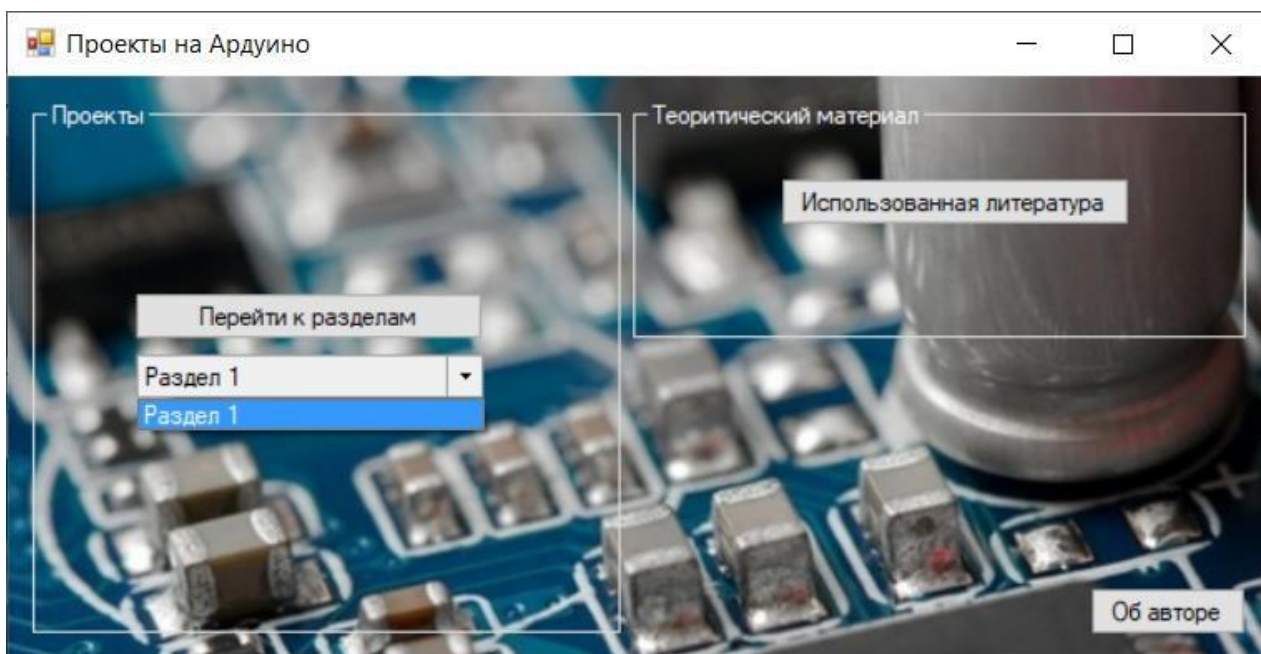 Проекты на Ардуино
Проекты
Перейти к разделам
Раздел 1
Раздел 1
Теоритический материал
Использованная литература
Об авторе